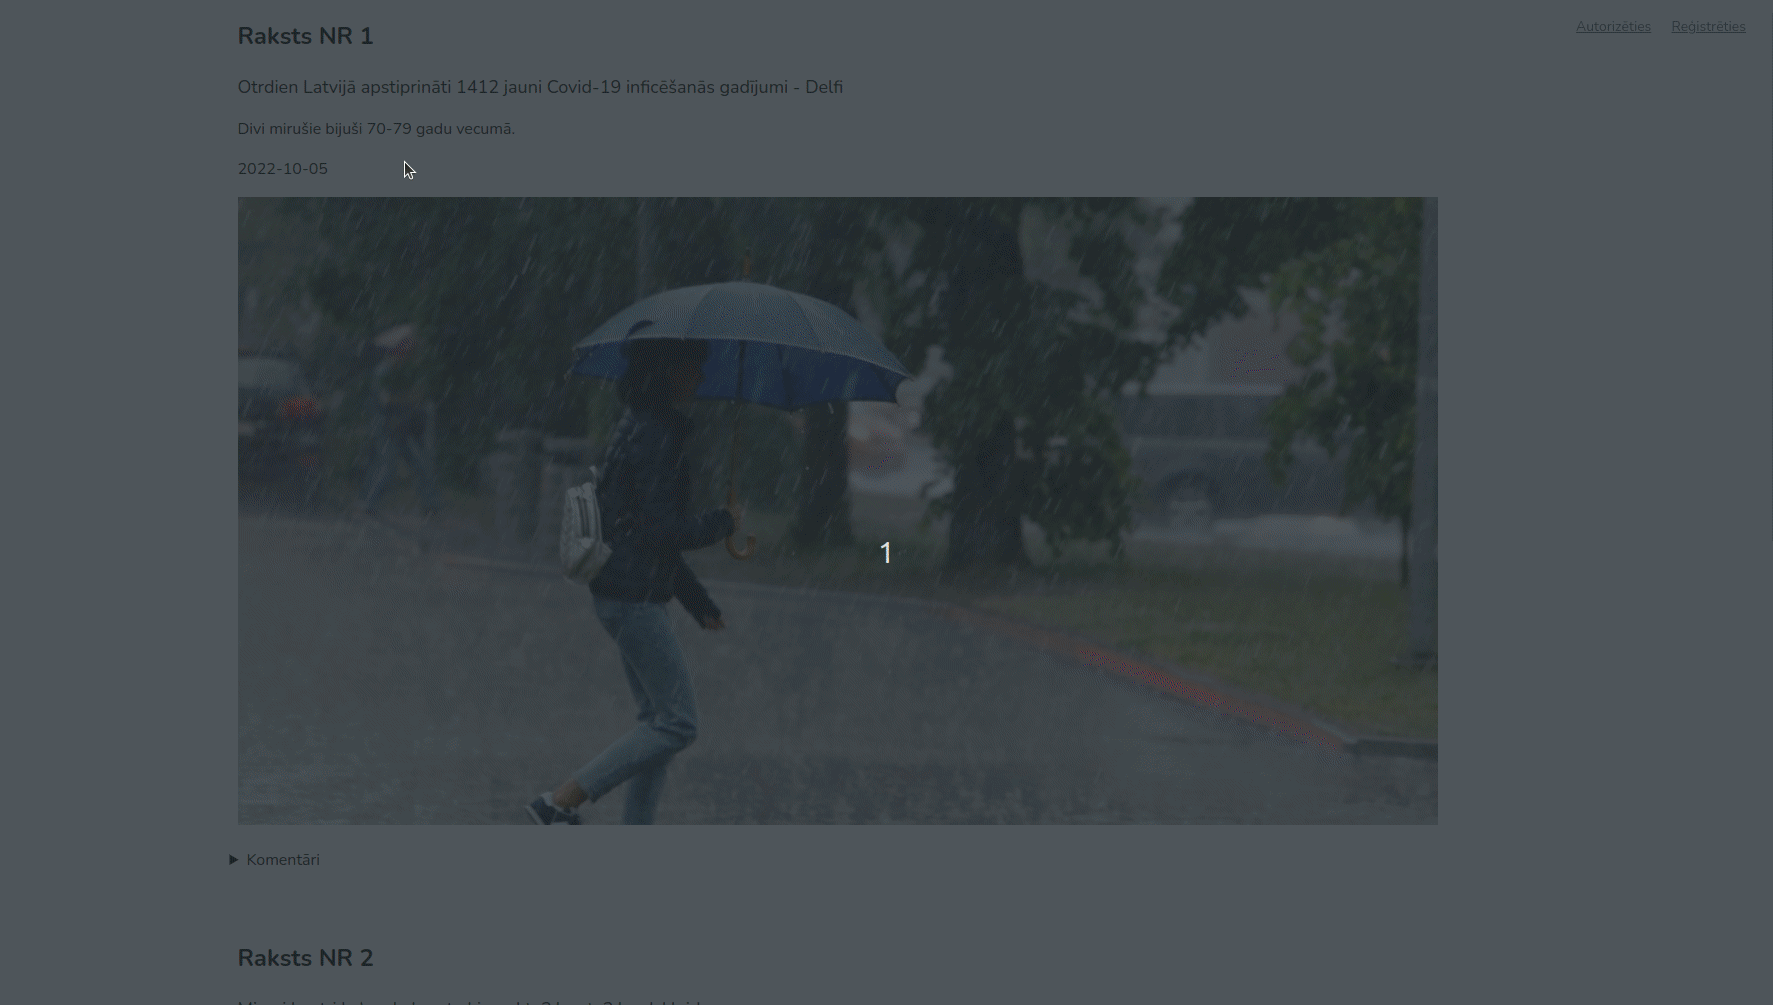 Raksts NR 1
Autorizēties Reģistrēties
Otrdien Latvijā apstiprināti 1412 jauni Covid-19 inficēšanās gadījumi - Delfi
Divi mirušie bijuši 70-79 gadu vecumā.
2022-10-05
1
Komentāri
Raksts NR 2